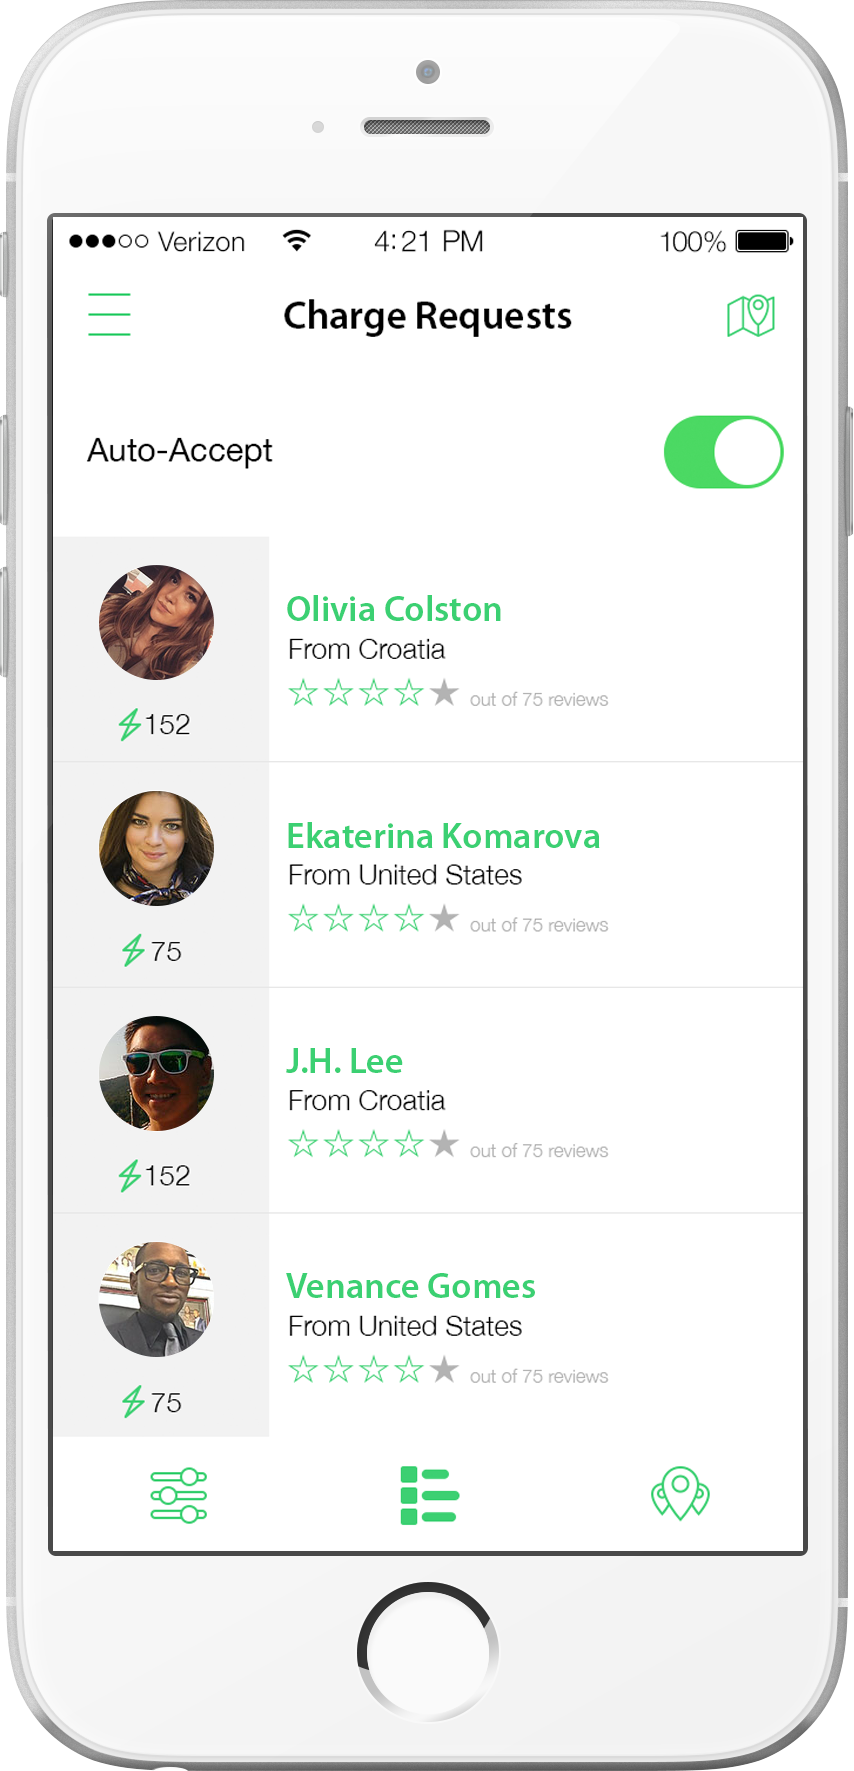 Verizon 4:21 PM 100%
Charge Requests
Auto-Accept
Olivia Colston
From Croatia
out of 75 reviews
152
Ekaterina Komarova
From United States
out of 75 reviews
75
J.H. Lee
From Croatia
out of 75 reviews
152
Venance Gomes
From United States
out of 75 reviews
75